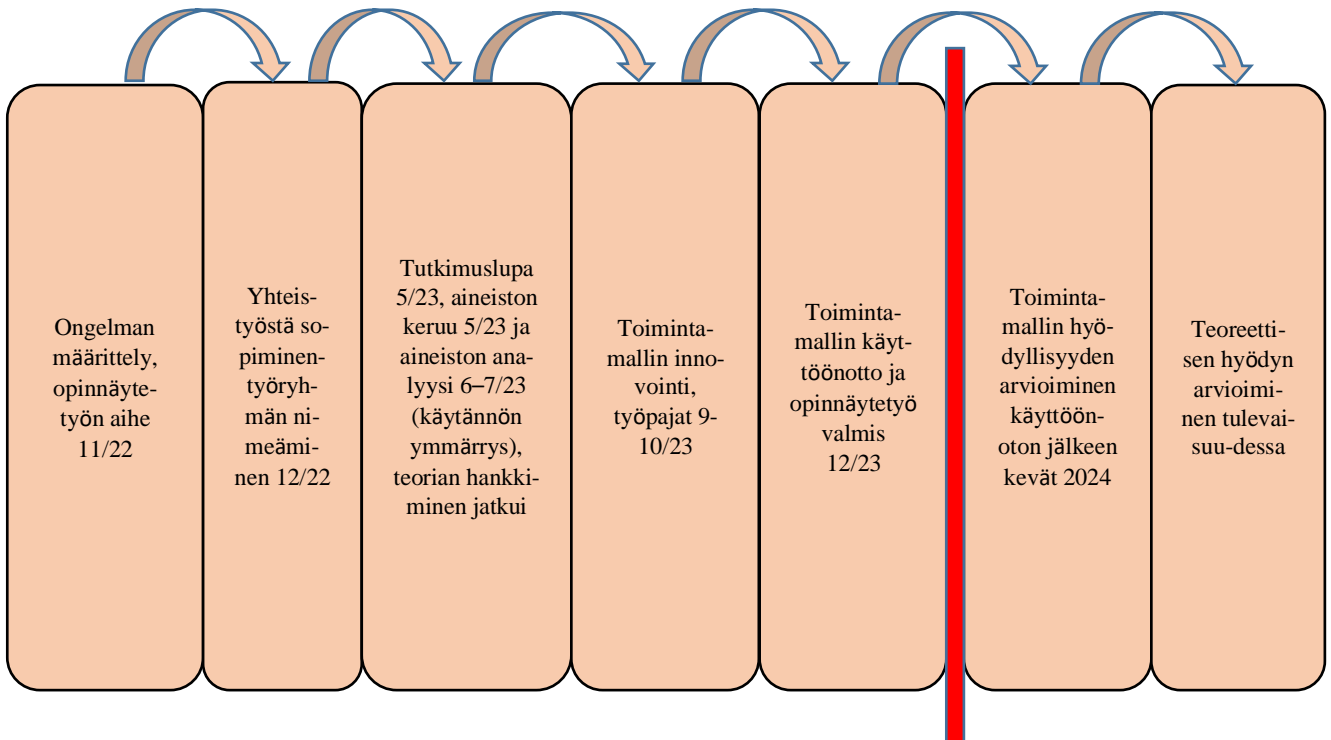 Ongelman
määrittely,
opinnäyte-
työn aihe
11/22
Yhteis-
työstä so-
piminen-
työryh-
män ni-
meämi-
nen 12/22
Tutkimuslupa
5/23, aineiston
keruu 5/23 ja
aineiston ana-
lyysi 6–7/23
(käytännön
ymmärrys),
teorian hankki-
minen jatkui
Toiminta-
mallin inno-
vointi,
työpajat 9-
10/23
Toiminta-
mallin käyt-
töönotto ja
opinnäytetyö
valmis
12/23
Toiminta-
mallin hyö-
dyllisyyden
arvioiminen
käyttöön-
oton jälkeen
kevät 2024
Teoreetti-
sen hyödyn
arvioimi-
nen tulevai-
suu-dessa